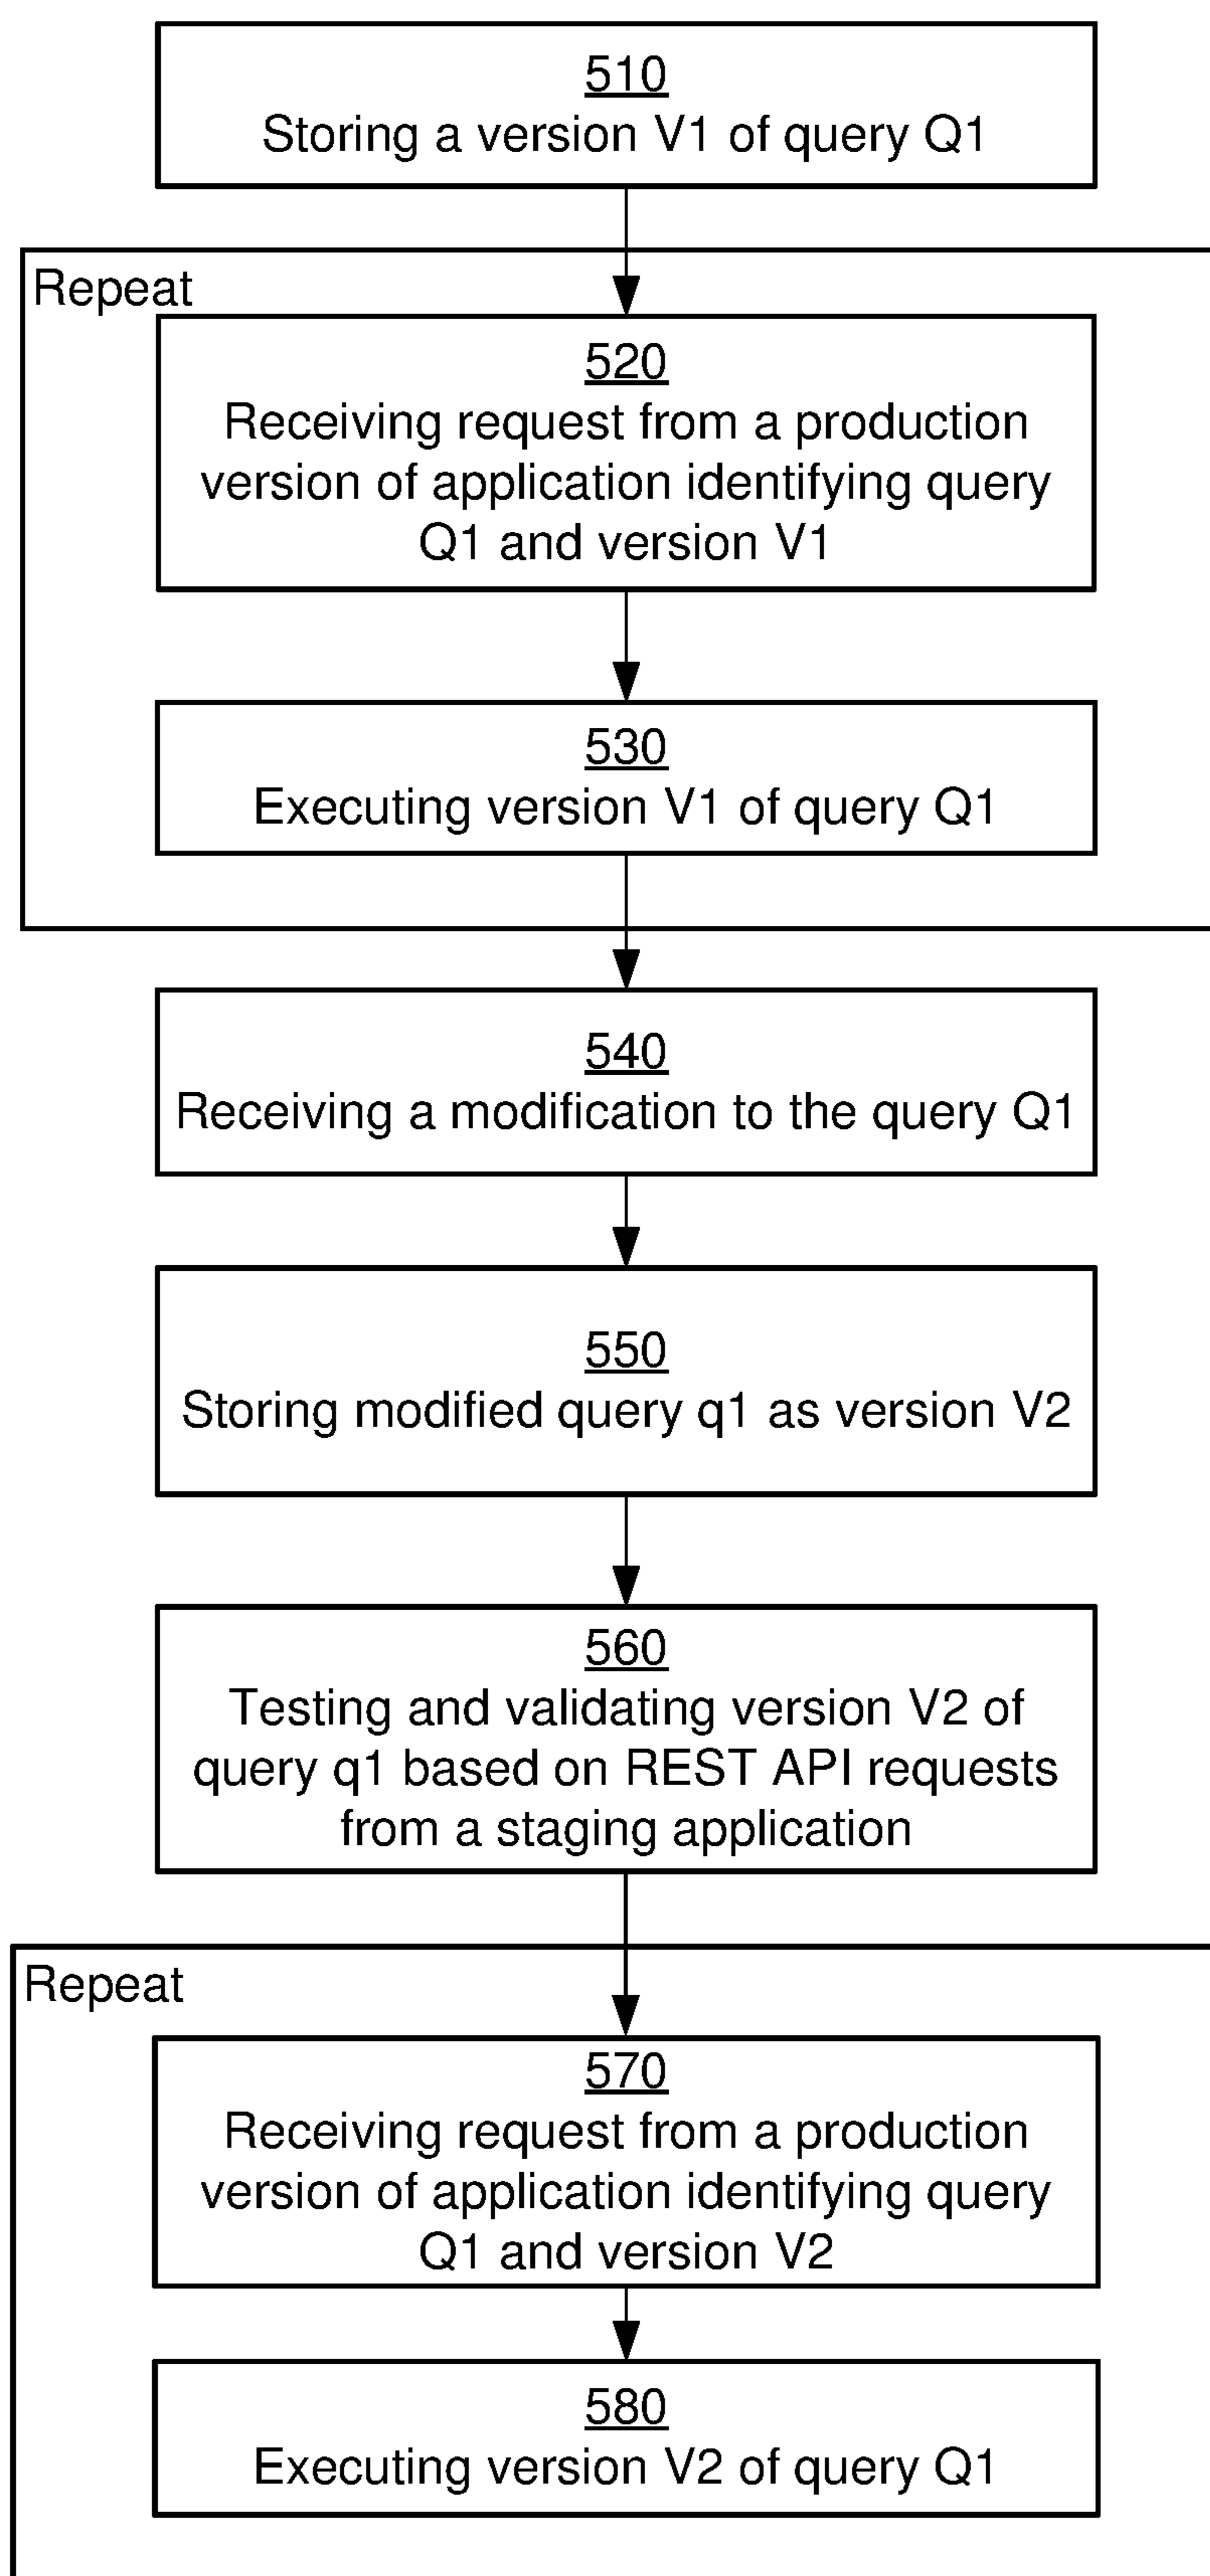 510
Storing a version V1 of query Q1
Repeat
520
Receiving request from a production
version of application identifying query
Q1 and version V1
530
Executing version V1 of query Q1
540
Receiving a modification to the query Q1
550
Storing modified query q1 as version V2
560
Testing and validating version V2 of
query q1 based on REST API requests
from a staging application
Repeat
570
Receiving request from a production
version of application identifying query
Q1 and version V2
580
Executing version V2 of query Q1